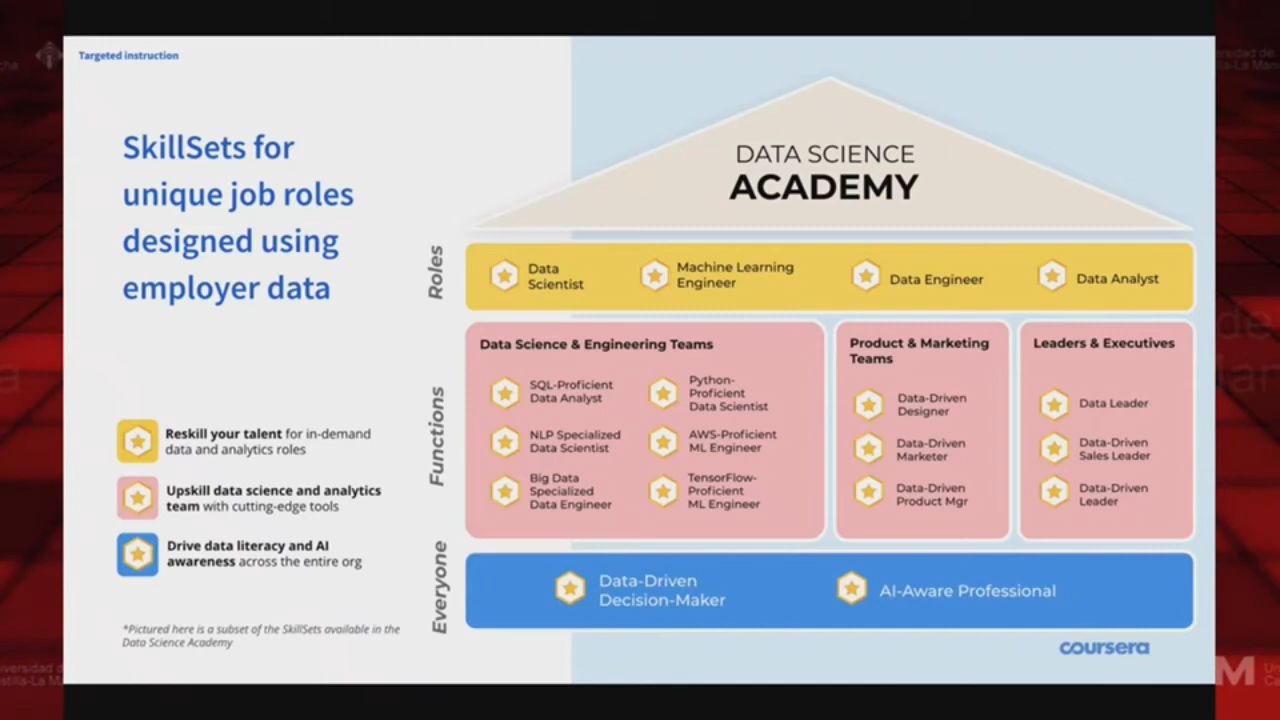 Targeted instruction
SkillSets for
unique job roles
designed using
employer data
Reskill your talent for in-demand
data and analytics roles
Upskill data science and analytics
team with cutting-edge tools
Drive data literacy and AI
awareness across the entire org
*Pictured here is a subset of the SkillSets available in the
Data Science Academy
DATA SCIENCE
ACADEMY
Roles
Data
Scientist
Machine Learning
Engineer
Data Engineer
Data Analyst
Functions
Data Science & Engineering Teams
SQL-Proficient
Data Analyst
Python-
Proficient
Data Scientist
NLP Specialized
Data Scientist
AWS-Proficient
ML Engineer
Big Data
Specialized
Data Engineer
TensorFlow-
Proficient
ML Engineer
Product & Marketing
Teams
Data-Driven
Designer
Data-Driven
Marketer
Data-Driven
Product Mgr
Leaders & Executives
Data Leader
Data-Driven
Sales Leader
Data-Driven
Leader
Everyone
Data-Driven
Decision-Maker
AI-Aware Professional
coursera